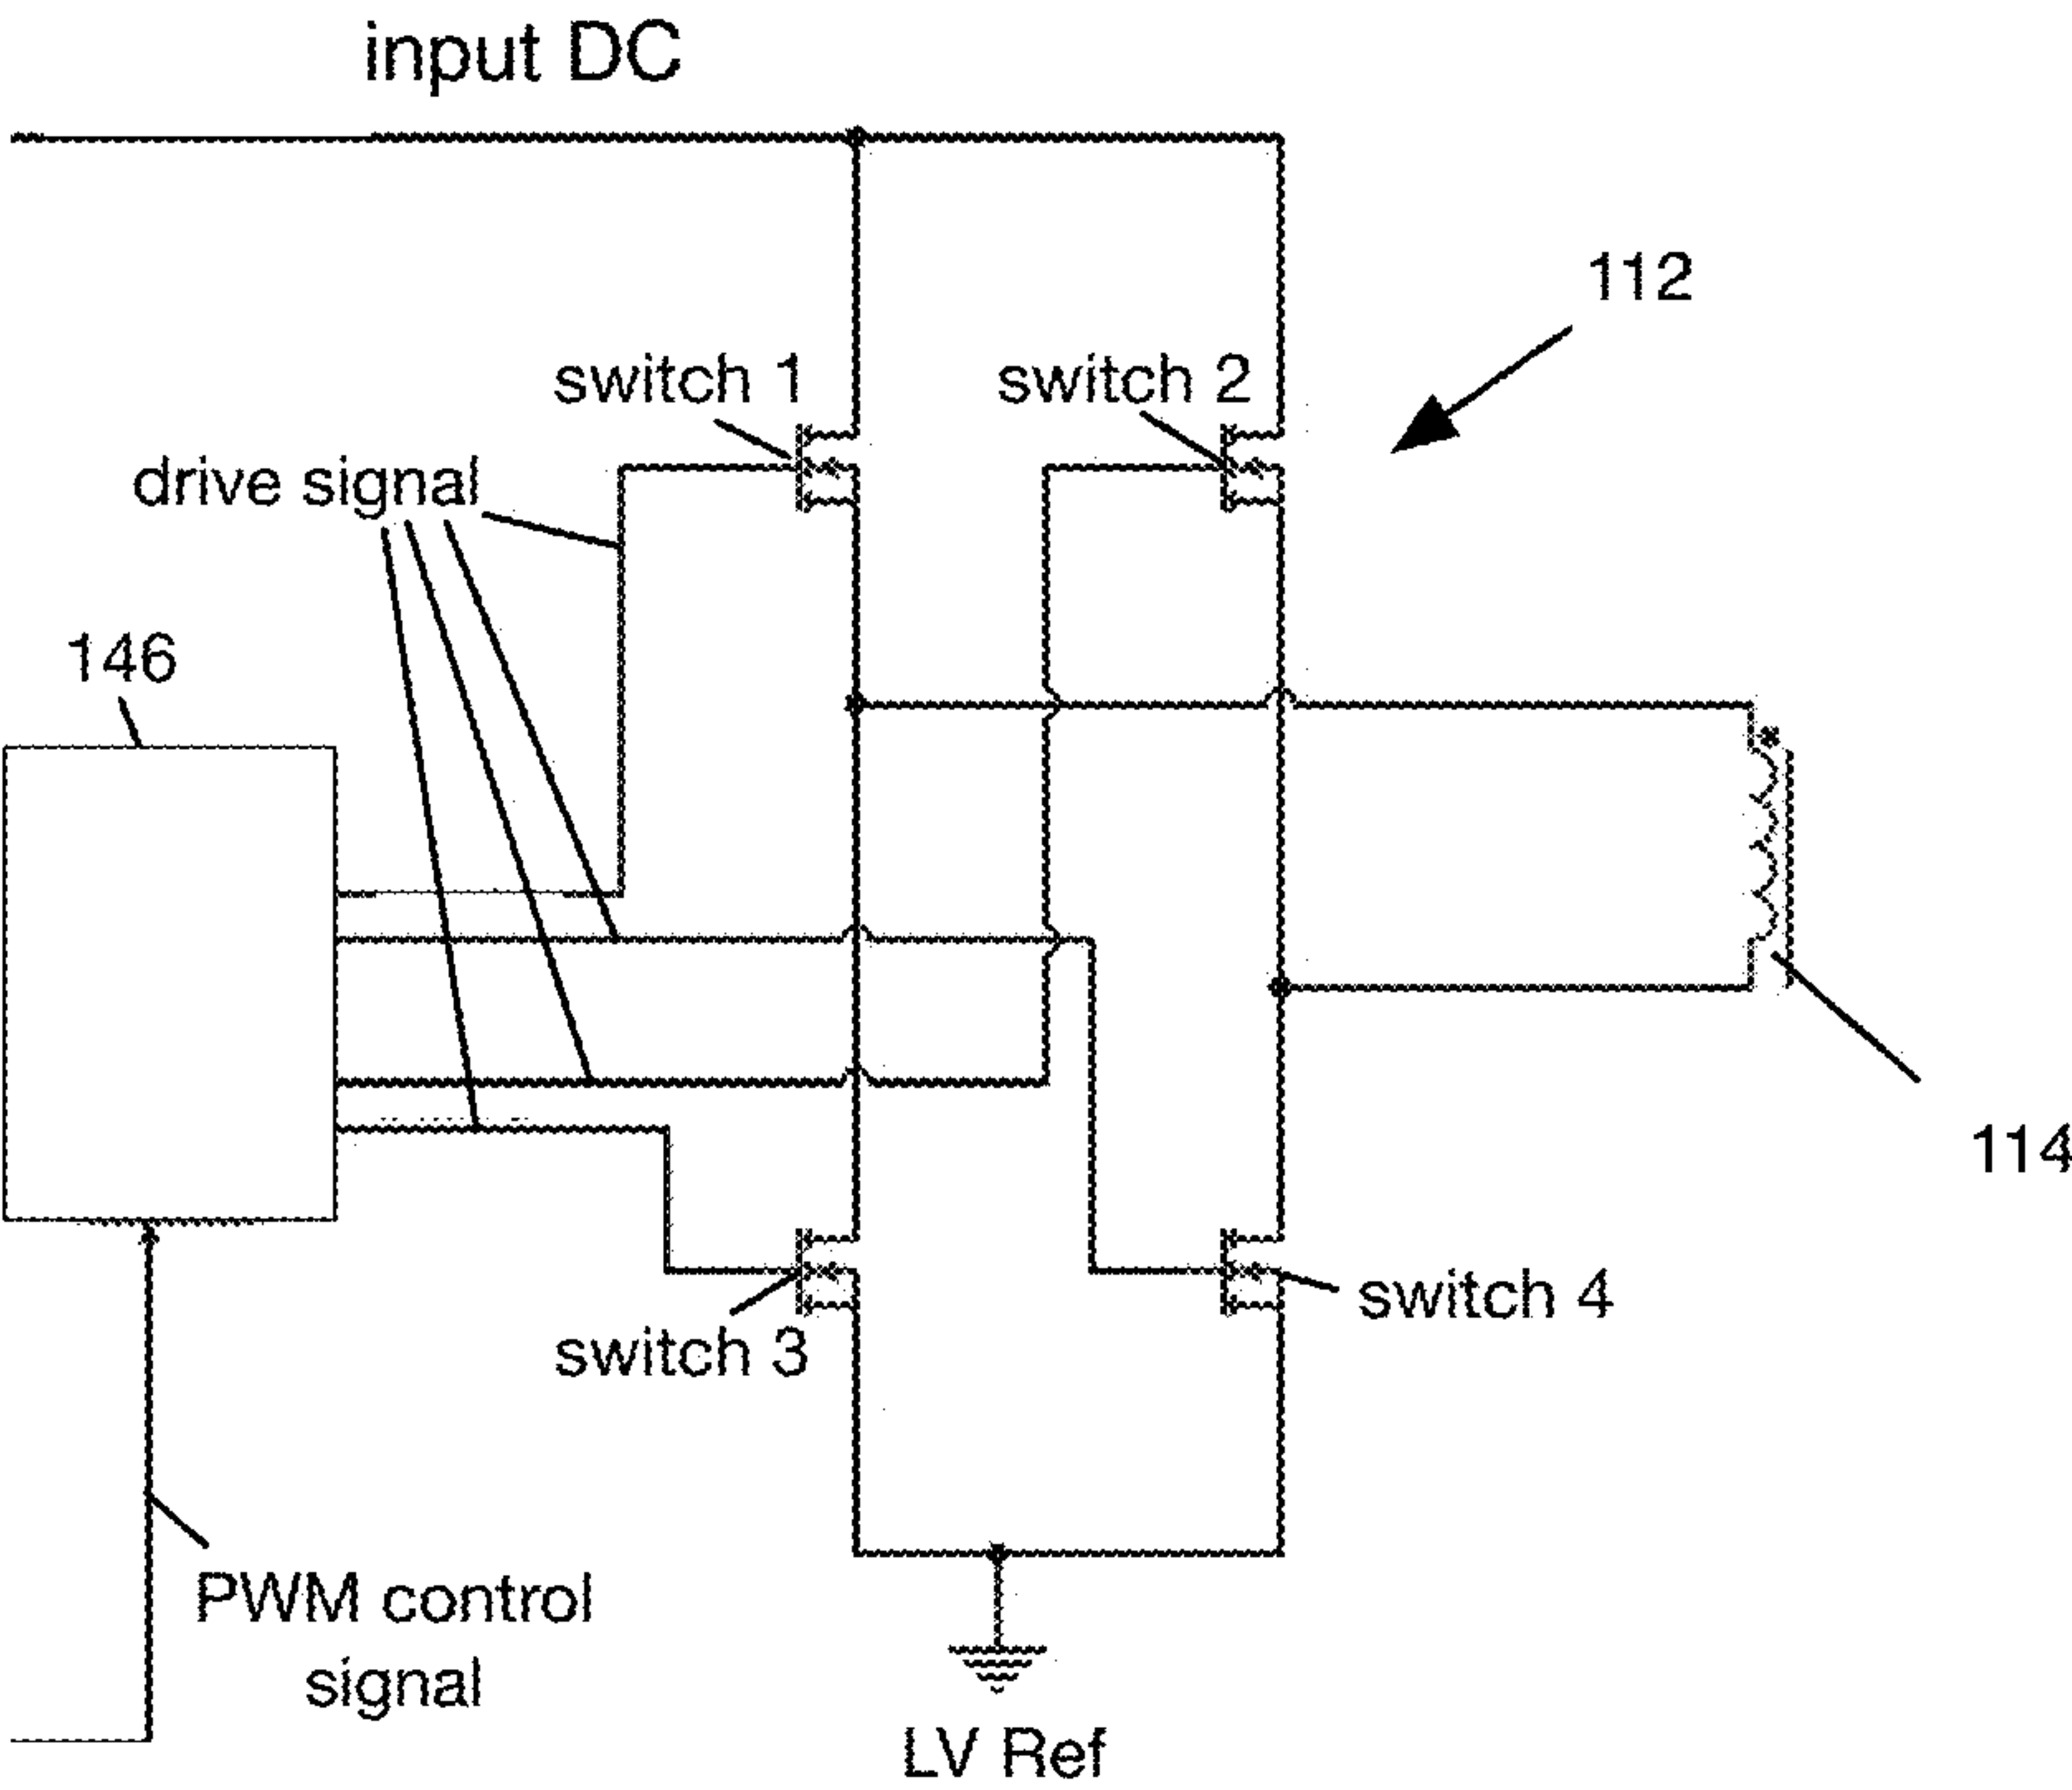 input DC
112
switch 1
switch 2
drive signal
146
114
switch 4
switch 3
PWM control
signal
LV Ref